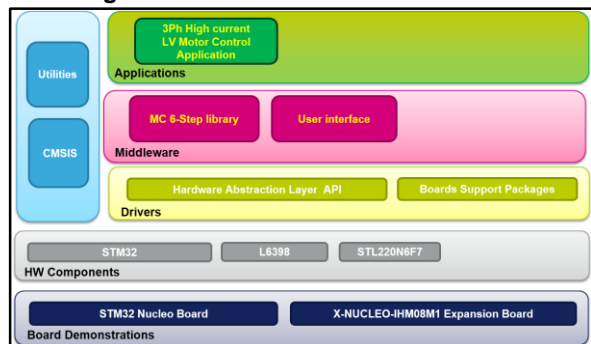 3Ph High current
LV Motor Control
Application
Applications
Utilities
CMSIS
MC 6-Step library
User interface
Middleware
Hardware Abstraction Layer API
Boards Support Packages
Drivers
STM32
L6398
STL220N6F7
HW Components
STM32 Nucleo Board
X-NUCLEO-IHM08M1 Expansion Board
Board Demonstrations